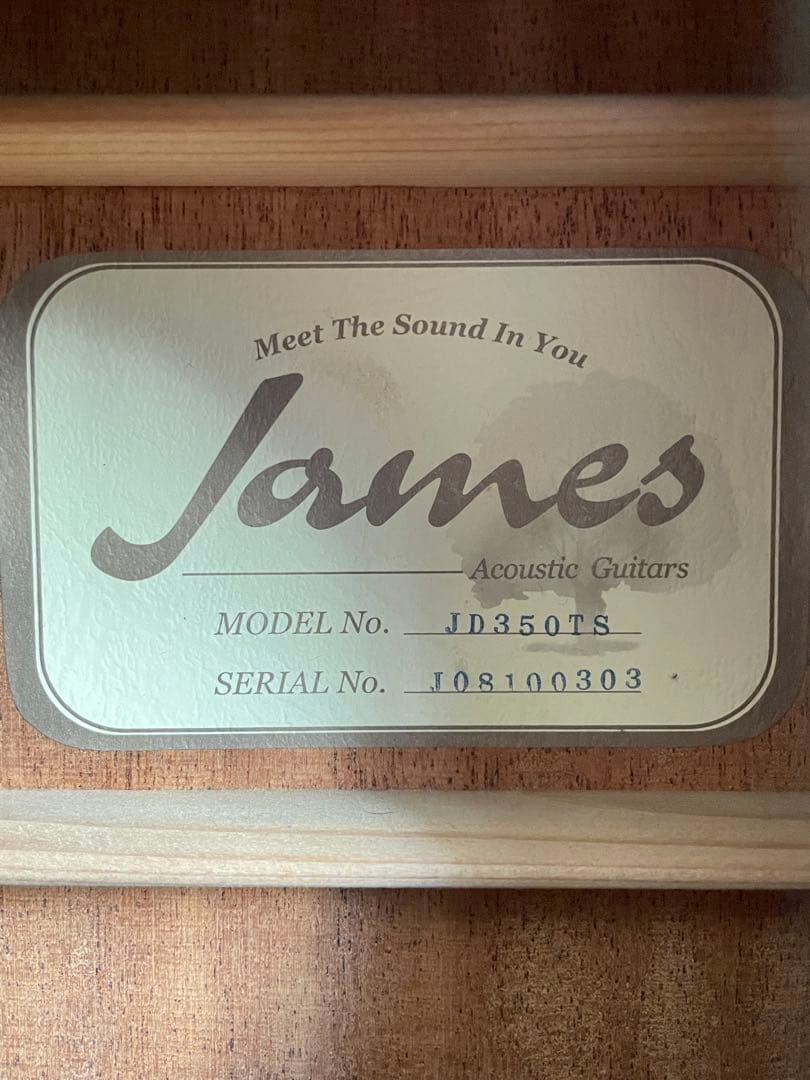 Meet The Sound In You
James
Acoustic Guitars
MODEL No. JD350TS
SERIAL No. J08100303